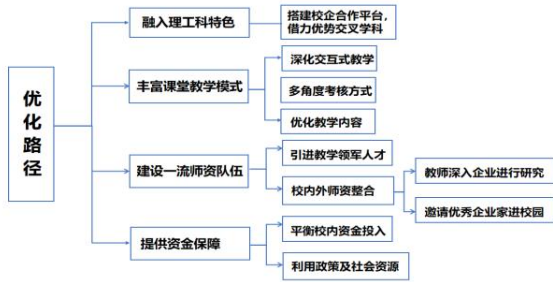 优化路径
融入理工科特色
搭建校企合作平台，
借力优势交叉学科
丰富课堂教学模式
深化交互式教学
多角度考核方式
优化教学内容
建设一流师资队伍
引进教学领军人才
校内外师资整合
教师深入企业进行研究
邀请优秀企业家进校园
提供资金保障
平衡校内资金投入
利用政策及社会资源